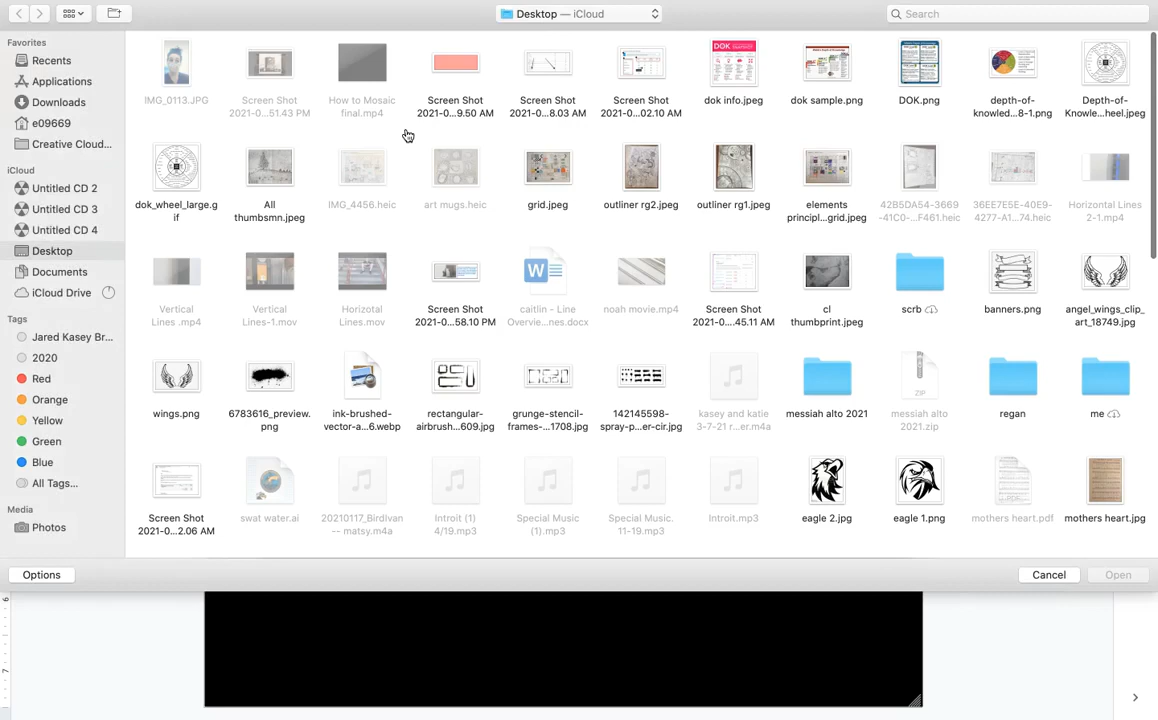 Desktop — iCloud
Search
Favorites
Recents
Applications
Downloads
e09669
Creative Cloud...
iCloud
Untitled CD 2
Untitled CD 3
Untitled CD 4
Desktop
Documents
iCloud Drive
Tags
Jared Kasey Br...
2020
Red
Orange
Yellow
Green
Blue
All Tags...
Media
Photos
IMG_0113.JPG
Screen Shot
2021-0...51.43 PM
How to Mosaic
final.mp4
Screen Shot
2021-0...9.50 AM
Screen Shot
2021-0...8.03 AM
Screen Shot
2021-0...02.10 AM
dok info.jpeg
dok sample.png
DOK.png
depth-of-
knowled...8-1.png
Depth-of-
Knowle...heel.jpeg
dok_wheel_large.g
if
All
thumbsmn.jpeg
IMG_4456.heic
art mugs.heic
grid.jpeg
outliner rg2.jpeg
outliner rg1.jpeg
elements
principl...grid.jpeg
42B5DA54-3669
-41C0-...F461.heic
36EE7E5E-40E9-
4277-A1...74.heic
Horizontal Lines
2-1.mp4
Vertical
Lines .mp4
Vertical
Lines-1.mov
Horizotal
Lines.mov
Screen Shot
2021-0...58.10 PM
caitlin - Line
Overvie...nes.docx
noah movie.mp4
Screen Shot
2021-0....45.11 AM
cl
thumbprint.jpeg
scrb
banners.png
angel_wings_clip_
art_18749.jpg
wings.png
6783616_preview.
png
ink-brushed-
vector-a...6.webp
rectangular-
airbrush...609.jpg
grunge-stencil-
frames-...1708.jpg
142145598-
spray-p...er-cir.jpg
kasey and katie
3-7-21 r...er.m4a
messiah alto 2021
ZIP
messiah alto
2021.zip
regan
me
Screen Shot
2021-0...2.06 AM
swat water.ai
20210117_BirdIvan
-- matsy.m4a
Introit (1)
4/19.mp3
Special Music
(1).mp3
Special Music.
11-19.mp3
Introit.mp3
eagle 2.jpg
eagle 1.png
mothers heart.pdf
mothers heart.jpg
Options
Cancel
Open
6
7